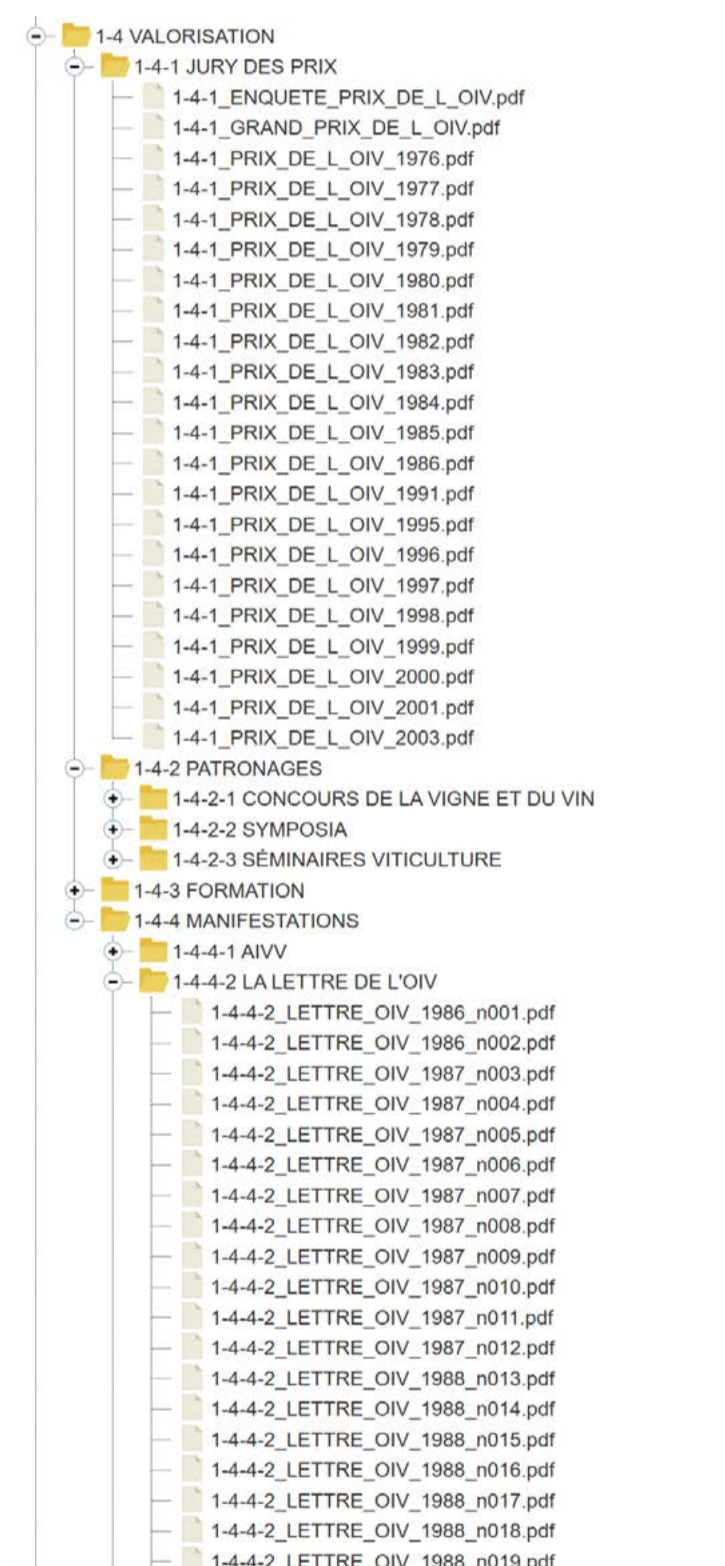 1-4 VALORISATION
1-4-1 JURY DES PRIX
1-4-1_ENQUETE_PRIX_DE_L_OIV.pdf
1-4-1_GRAND_PRIX_DE_L_OIV.pdf
1-4-1_PRIX_DE_L_OIV_1976.pdf
1-4-1_PRIX_DE_L_OIV_1977.pdf
1-4-1_PRIX_DE_L_OIV_1978.pdf
1-4-1_PRIX_DE_L_OIV_1979.pdf
1-4-1_PRIX_DE_L_OIV_1980.pdf
1-4-1_PRIX_DE_L_OIV_1981.pdf
1-4-1_PRIX_DE_L_OIV_1982.pdf
1-4-1_PRIX_DE_L_OIV_1983.pdf
1-4-1_PRIX_DE_L_OIV_1984.pdf
1-4-1_PRIX_DE_L_OIV_1985.pdf
1-4-1_PRIX_DE_L_OIV_1986.pdf
1-4-1_PRIX_DE_L_OIV_1991.pdf
1-4-1_PRIX_DE_L_OIV_1995.pdf
1-4-1_PRIX_DE_L_OIV_1996.pdf
1-4-1_PRIX_DE_L_OIV_1997.pdf
1-4-1_PRIX_DE_L_OIV_1998.pdf
1-4-1_PRIX_DE_L_OIV_1999.pdf
1-4-1_PRIX_DE_L_OIV_2000.pdf
1-4-1_PRIX_DE_L_OIV_2001.pdf
1-4-1_PRIX_DE_L_OIV_2003.pdf
1-4-2 PATRONAGES
1-4-2-1 CONCOURS DE LA VIGNE ET DU VIN
1-4-2-2 SYMPOSIA
1-4-2-3 SÉMINAIRES VITICULTURE
1-4-3 FORMATION
1-4-4 MANIFESTATIONS
1-4-4-1 AIVV
1-4-4-2 LA LETTRE DE L'OIV
1-4-4-2_LETTRE_OIV_1986_n001.pdf
1-4-4-2_LETTRE_OIV_1986_n002.pdf
1-4-4-2_LETTRE_OIV_1987_n003.pdf
1-4-4-2_LETTRE_OIV_1987_n004.pdf
1-4-4-2_LETTRE_OIV_1987_n005.pdf
1-4-4-2_LETTRE_OIV_1987_n006.pdf
1-4-4-2_LETTRE_OIV_1987_n007.pdf
1-4-4-2_LETTRE_OIV_1987_n008.pdf
1-4-4-2_LETTRE_OIV_1987_n009.pdf
1-4-4-2_LETTRE_OIV_1987_n010.pdf
1-4-4-2_LETTRE_OIV_1987_n011.pdf
1-4-4-2_LETTRE_OIV_1987_n012.pdf
1-4-4-2_LETTRE_OIV_1988_n013.pdf
1-4-4-2_LETTRE_OIV_1988_n014.pdf
1-4-4-2_LETTRE_OIV_1988_n015.pdf
1-4-4-2_LETTRE_OIV_1988_n016.pdf
1-4-4-2_LETTRE_OIV_1988_n017.pdf
1-4-4-2_LETTRE_OIV_1988_n018.pdf
1-4-4-2_LETTRE_OIV_1988_n019.pdf